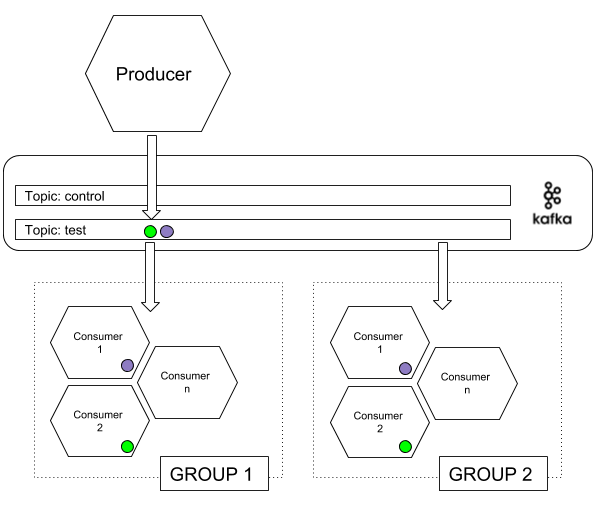 Producer
Topic: control
kafka
Topic: test
Consumer
1
Consumer
n
Consumer
2
GROUP 1
Consumer
1
Consumer
n
Consumer
2
GROUP 2